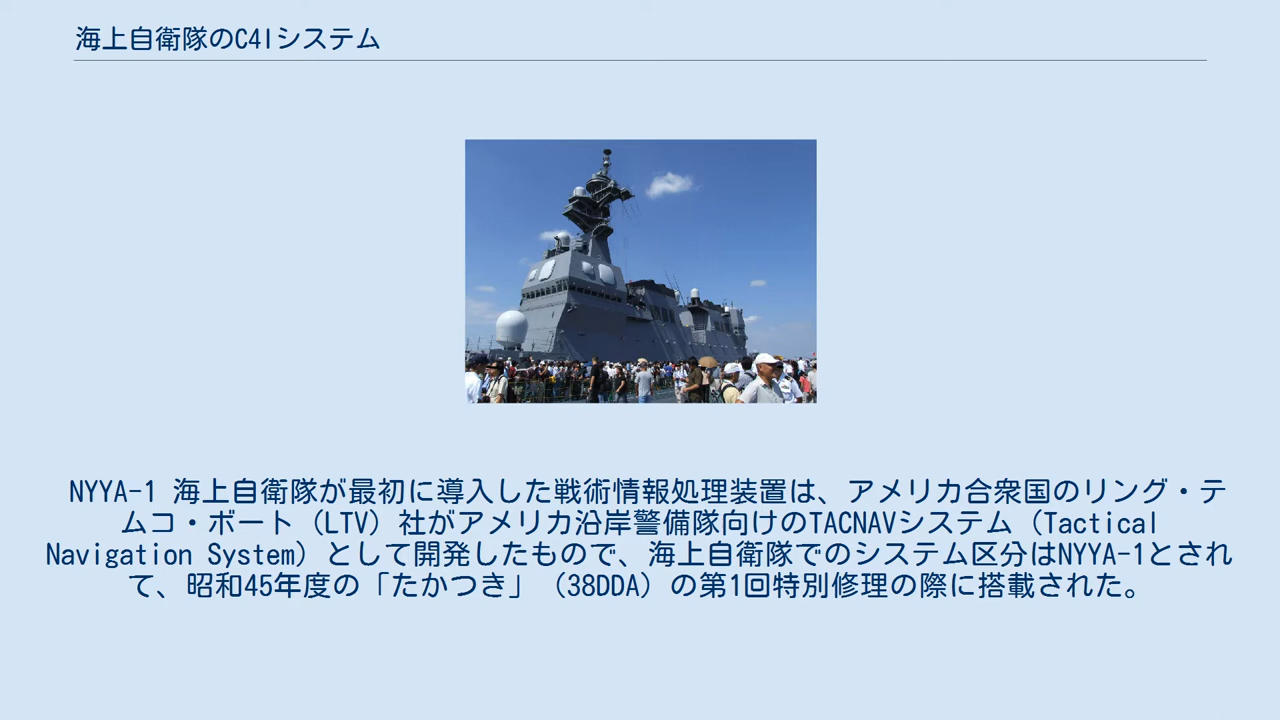 海上自衛隊のC4Iシステム
NYYA-1 海上自衛隊が最初に導入した戦術情報処理装置は、アメリカ合衆国のリング・テ
ムコ・ボート（LTV）社がアメリカ沿岸警備隊向けのTACNAVシステム（Tactical
Navigation System）として開発したもので、海上自衛隊でのシステム区分はNYYA-1とされ
て、昭和45年度の「たかつき」（38DDA）の第1回特別修理の際に搭載された。